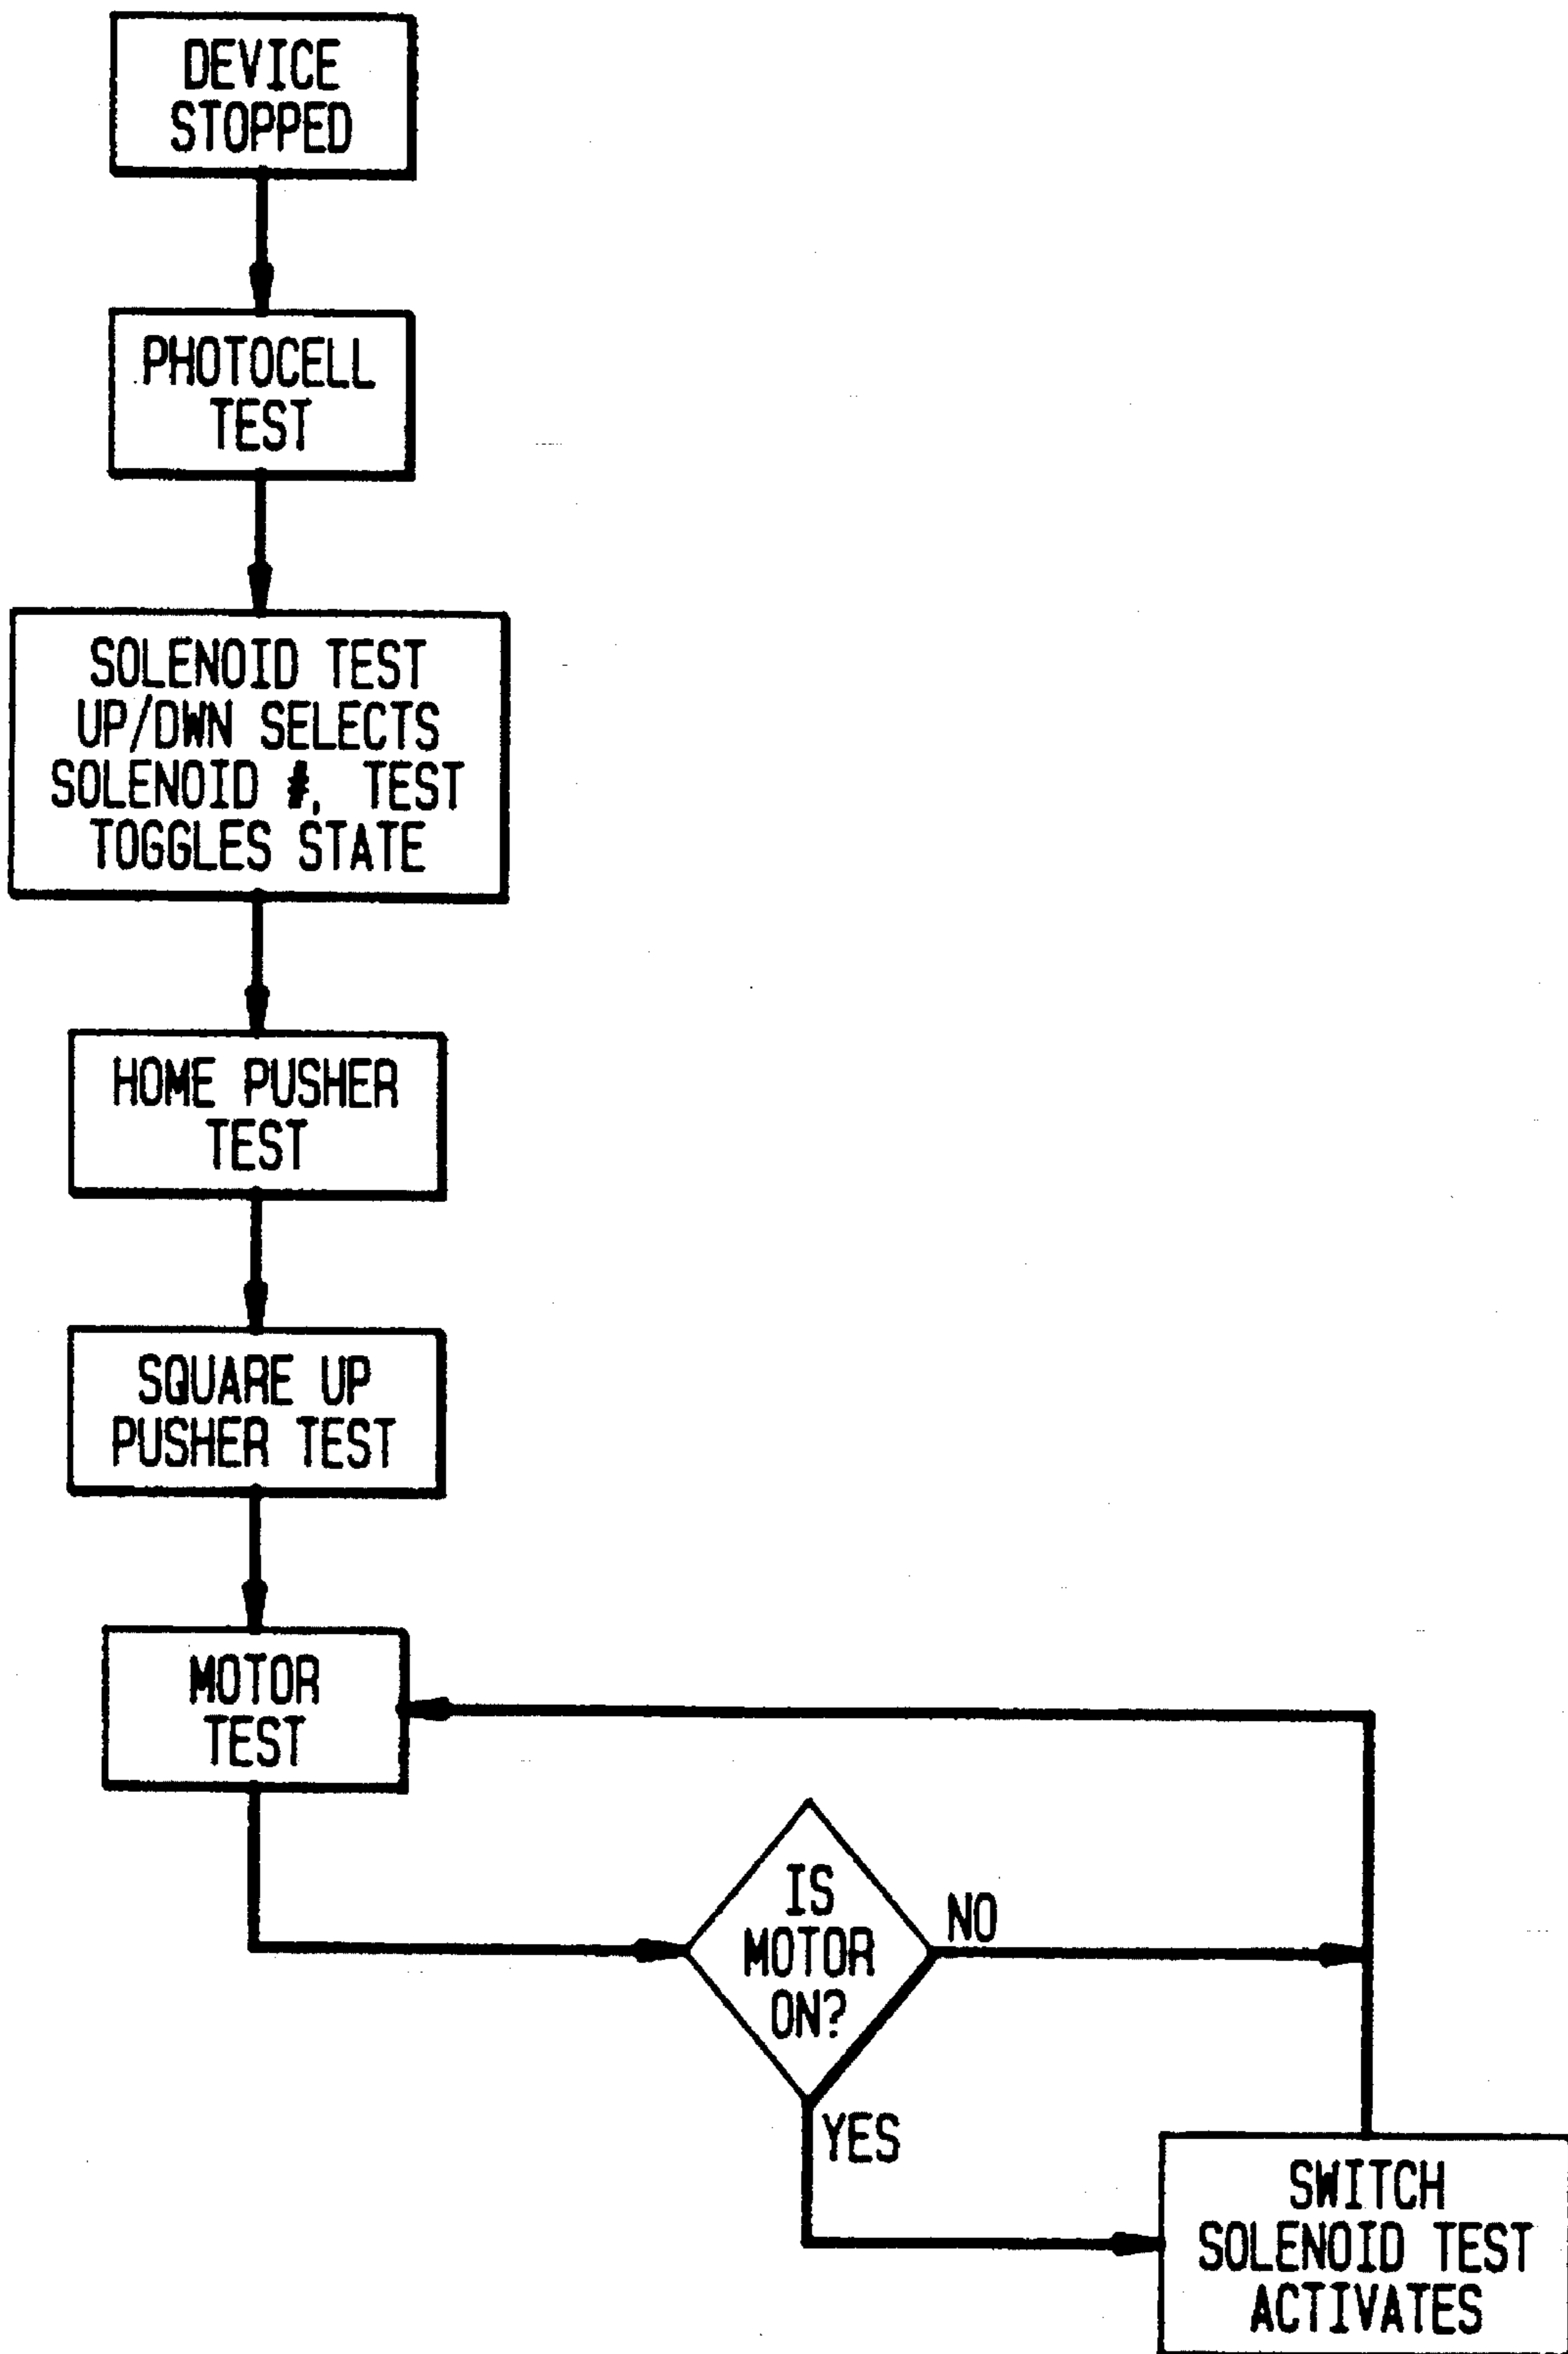 DEVICE
STOPPED
PHOTOCELL
TEST
SOLENOID TEST
UP/DWN SELECTS
SOLENOID #, TEST
TOGGLES STATE
HOME PUSHER
TEST
SQUARE UP
PUSHER TEST
MOTOR
TEST
IS
MOTOR
ON?
NO
YES
SWITCH
SOLENOID TEST
ACTIVATES